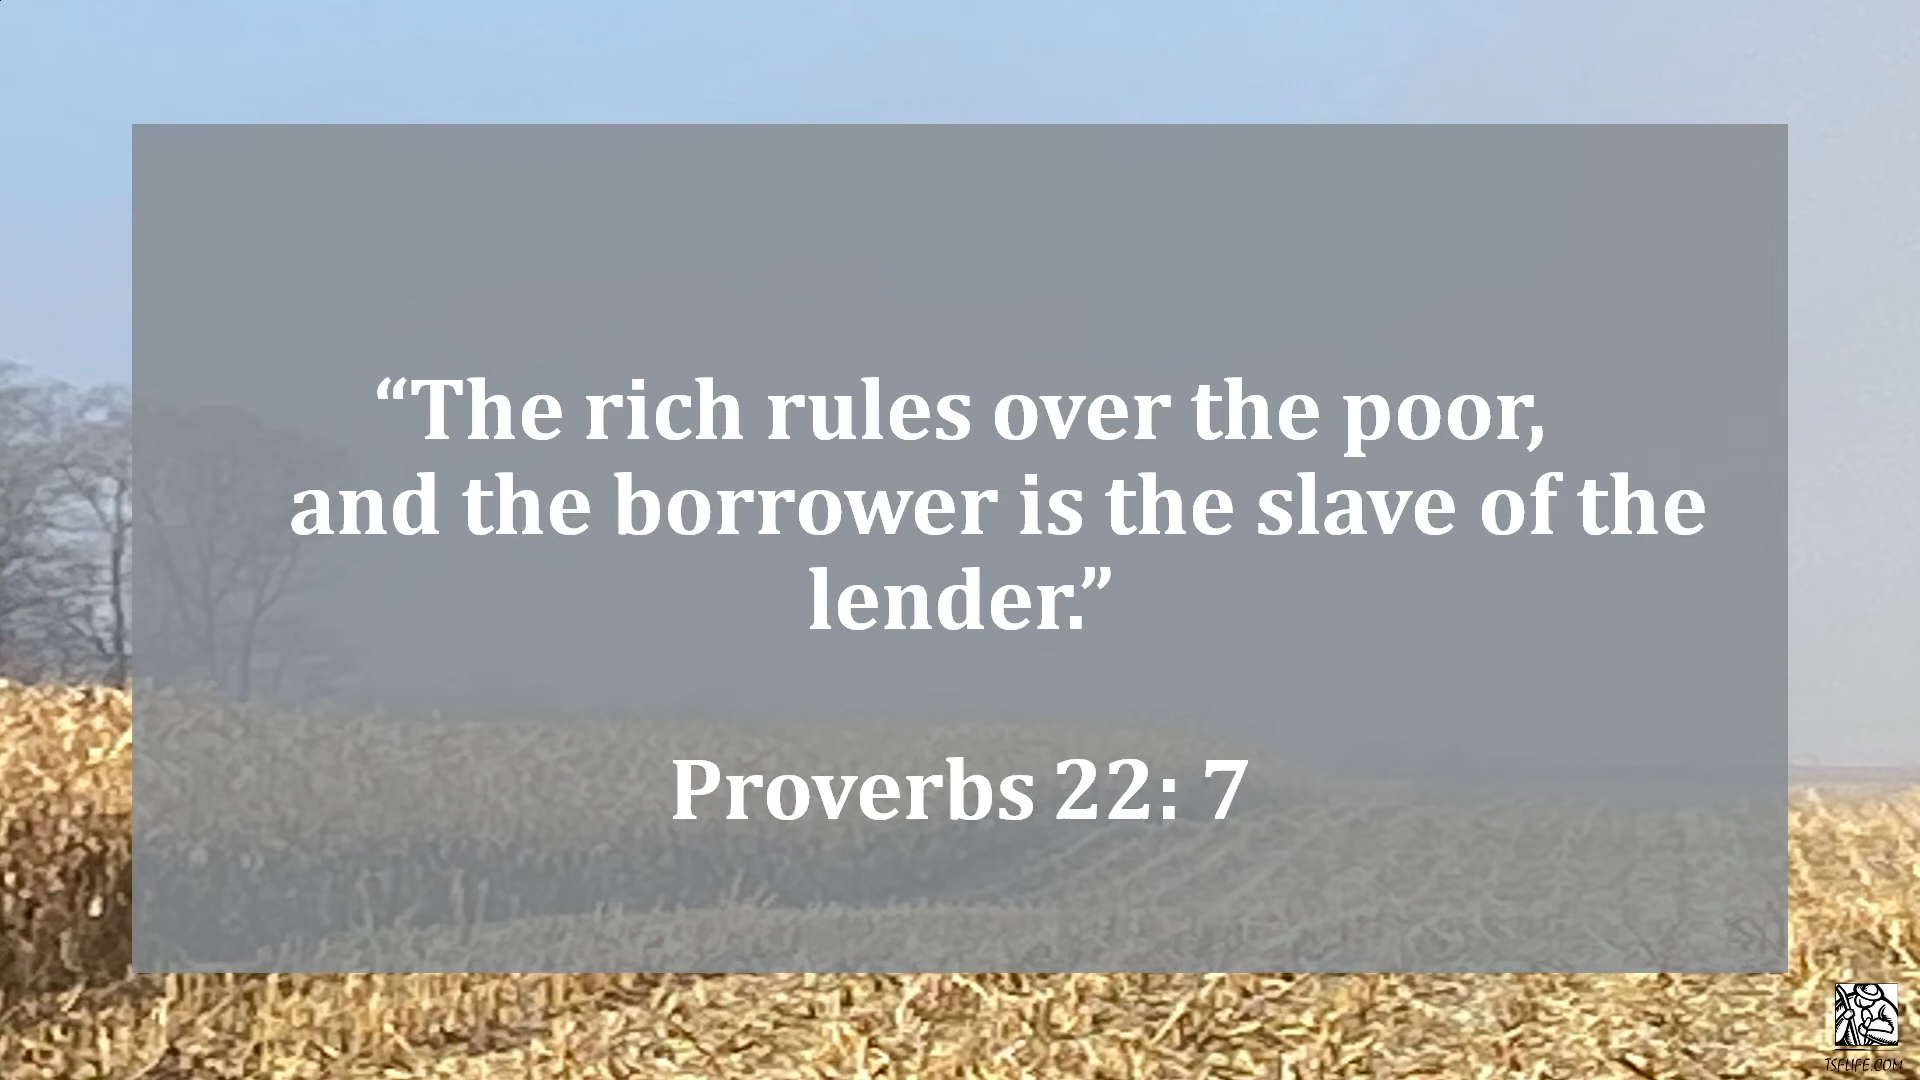 “The rich rules over the poor,
and the borrower is the slave of the
lender.”
Proverbs 22: 7
TSFLIFE.COM